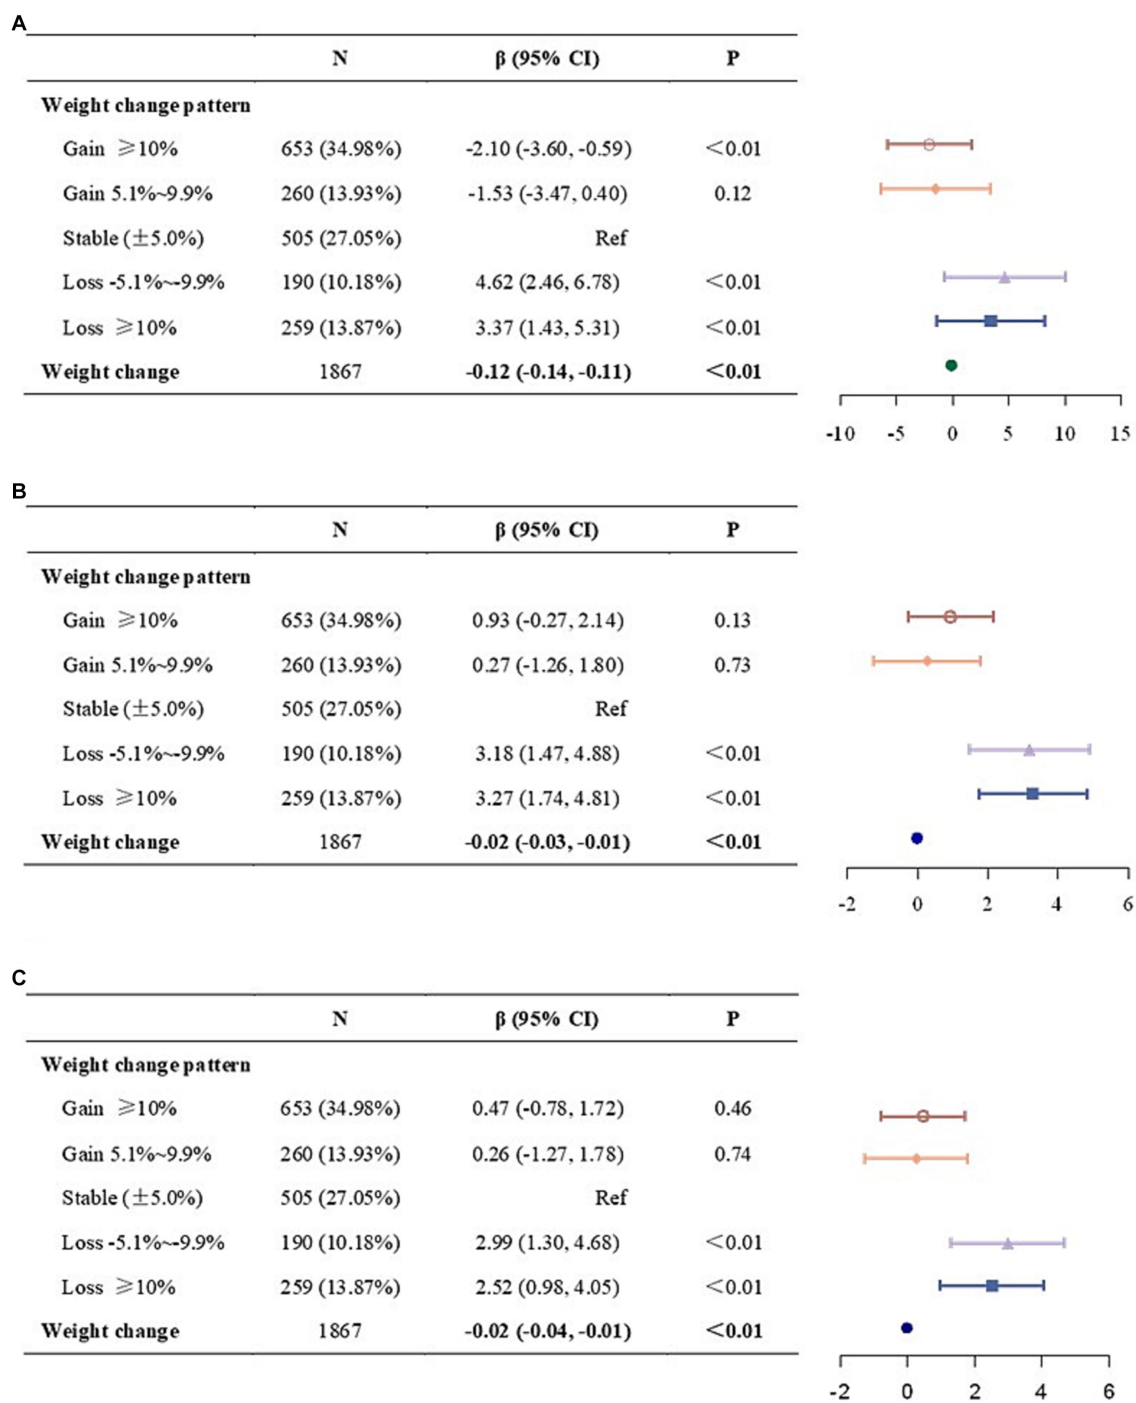 A
N β (95% CI) P
Weight change pattern
Gain ≥10% 653 (34.98%) -2.10 (-3.60, -0.59) <0.01
Gain 5.1%~9.9% 260 (13.93%) -1.53 (-3.47, 0.40) 0.12
Stable (±5.0%) 505 (27.05%) Ref
Loss -5.1%~-9.9% 190 (10.18%) 4.62 (2.46, 6.78) <0.01
Loss ≥10% 259 (13.87%) 3.37 (1.43, 5.31) <0.01
Weight change 1867 -0.12 (-0.14, -0.11) <0.01
-10 -5 0 5 10 15
B
N β (95% CI) P
Weight change pattern
Gain ≥10% 653 (34.98%) 0.93 (-0.27, 2.14) 0.13
Gain 5.1%~9.9% 260 (13.93%) 0.27 (-1.26, 1.80) 0.73
Stable (±5.0%) 505 (27.05%) Ref
Loss -5.1%~-9.9% 190 (10.18%) 3.18 (1.47, 4.88) <0.01
Loss ≥10% 259 (13.87%) 3.27 (1.74, 4.81) <0.01
Weight change 1867 -0.02 (-0.03, -0.01) <0.01
-2 0 2 4 6
C
N β (95% CI) P
Weight change pattern
Gain ≥10% 653 (34.98%) 0.47 (-0.78, 1.72) 0.46
Gain 5.1%~9.9% 260 (13.93%) 0.26 (-1.27, 1.78) 0.74
Stable (±5.0%) 505 (27.05%) Ref
Loss -5.1%~-9.9% 190 (10.18%) 2.99 (1.30, 4.68) <0.01
Loss ≥10% 259 (13.87%) 2.52 (0.98, 4.05) <0.01
Weight change 1867 -0.02 (-0.04, -0.01) <0.01
-2 0 2 4 6